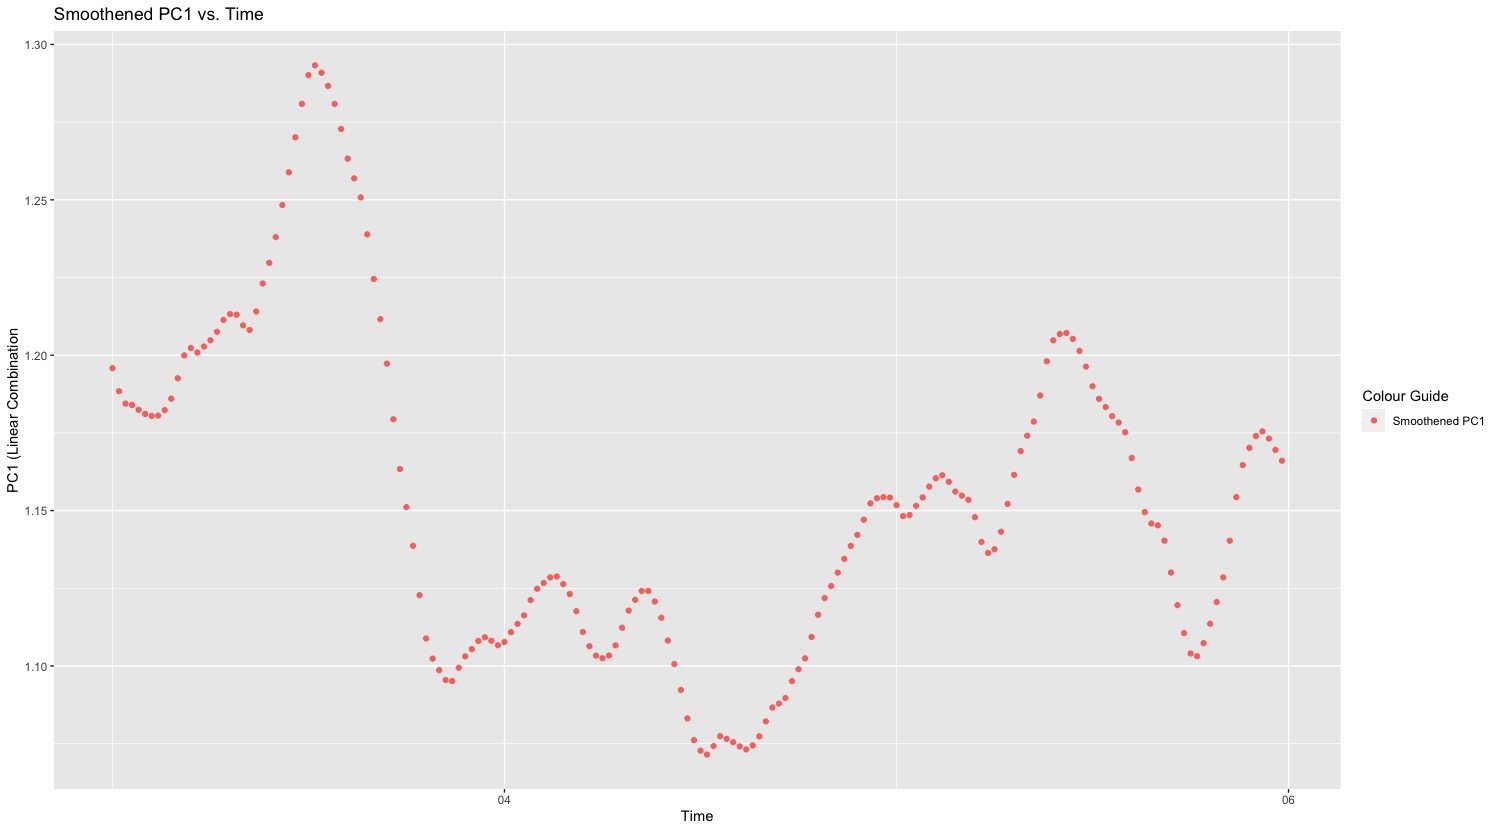 Smoothened PC1 vs. Time
1.30
1.25
1.20
1.15
1.10
PC1 (Linear Combination
04
06
Time
Colour Guide
Smoothened PC1